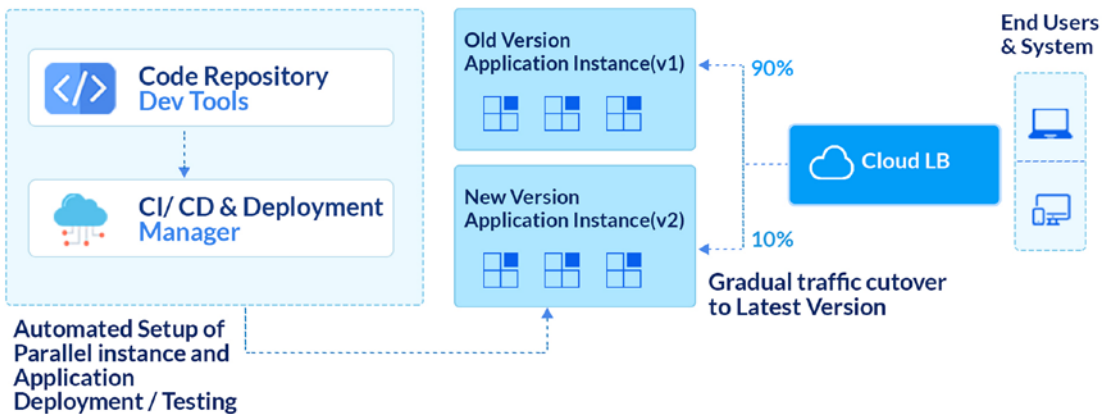 Code Repository
Dev Tools
CI/ CD & Deployment
Manager
Automated Setup of
Parallel instance and
Application
Deployment / Testing
Old Version
Application Instance(v1)
New Version
Application Instance(v2)
90%
10%
Gradual traffic cutover
to Latest Version
Cloud LB
End Users
& System